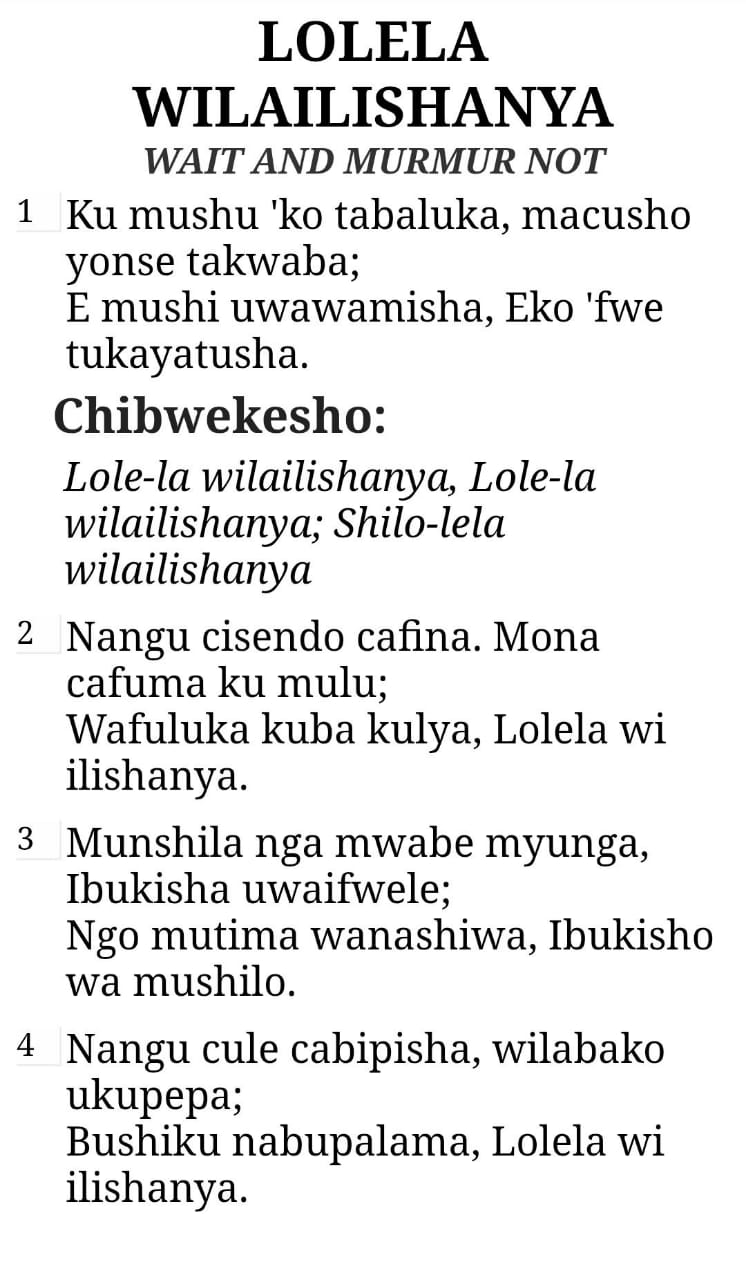 LOLELA
WILAILISHANYA
WAIT AND MURMUR NOT
1 Ku mushu 'ko tabaluka, macusho
yonse takwaba;
E mushi uwawamisha, Eko 'fwe
tukayatusha.
Chibwekesho:
Lole-la wilailishanya, Lole-la
wilailishanya; Shilo-lela
wilailishanya
2 Nangu cisendo cafina. Mona
cafuma ku mulu;
Wafuluka kuba kulya, Lolela wi
ilishanya.
3 Munshila nga mwabe myunga,
Ibukisha uwaifwele;
Ngo mutima wanashiwa, Ibukisho
wa mushilo.
4 Nangu cule cabipisha, wilabako
ukupepa;
Bushiku nabupalama, Lolela wi
ilishanya.